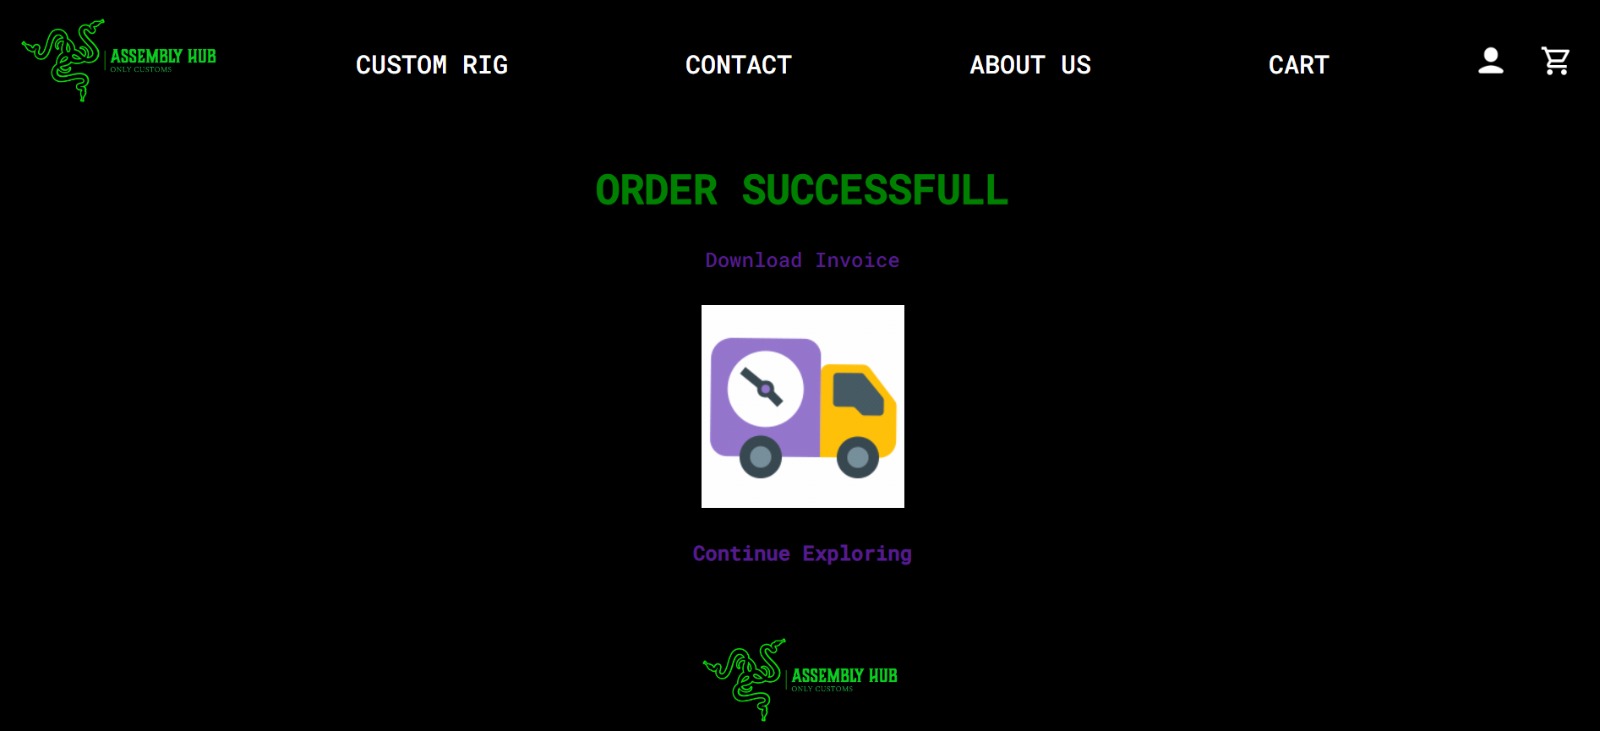 ASSEMBLY HUB
ONLY CUSTOMS
CUSTOM RIG
CONTACT
ABOUT US
CART
ORDER SUCCESSFULL
Download Invoice
Continue Exploring
ASSEMBLY HUB
ONLY CUSTOMS